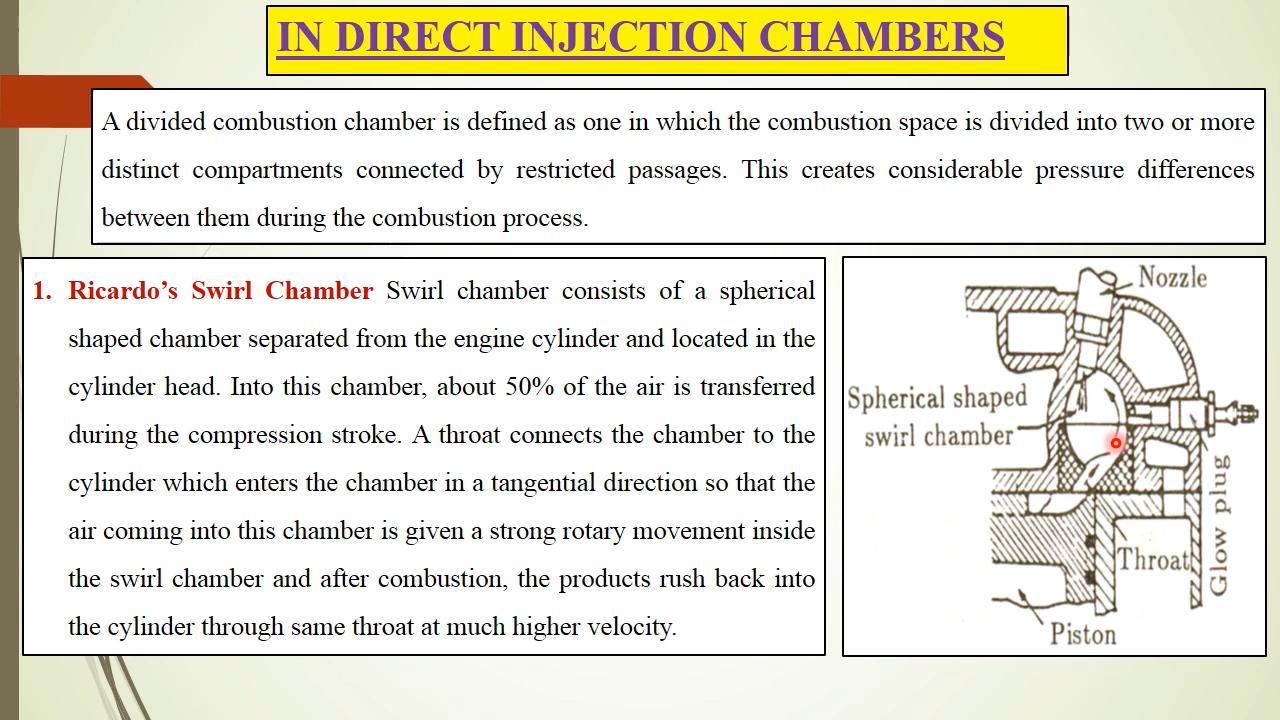 IN DIRECT INJECTION CHAMBERS
A divided combustion chamber is defined as one in which the combustion space is divided into two or more
distinct compartments connected by restricted passages. This creates considerable pressure differences
between them during the combustion process.
1. Ricardo’s Swirl Chamber Swirl chamber consists of a spherical
shaped chamber separated from the engine cylinder and located in the
cylinder head. Into this chamber, about 50% of the air is transferred
during the compression stroke. A throat connects the chamber to the
cylinder which enters the chamber in a tangential direction so that the
air coming into this chamber is given a strong rotary movement inside
the swirl chamber and after combustion, the products rush back into
the cylinder through same throat at much higher velocity.
Nozzle
Spherical shaped
swirl chamber
Glow plug
Throat
Piston